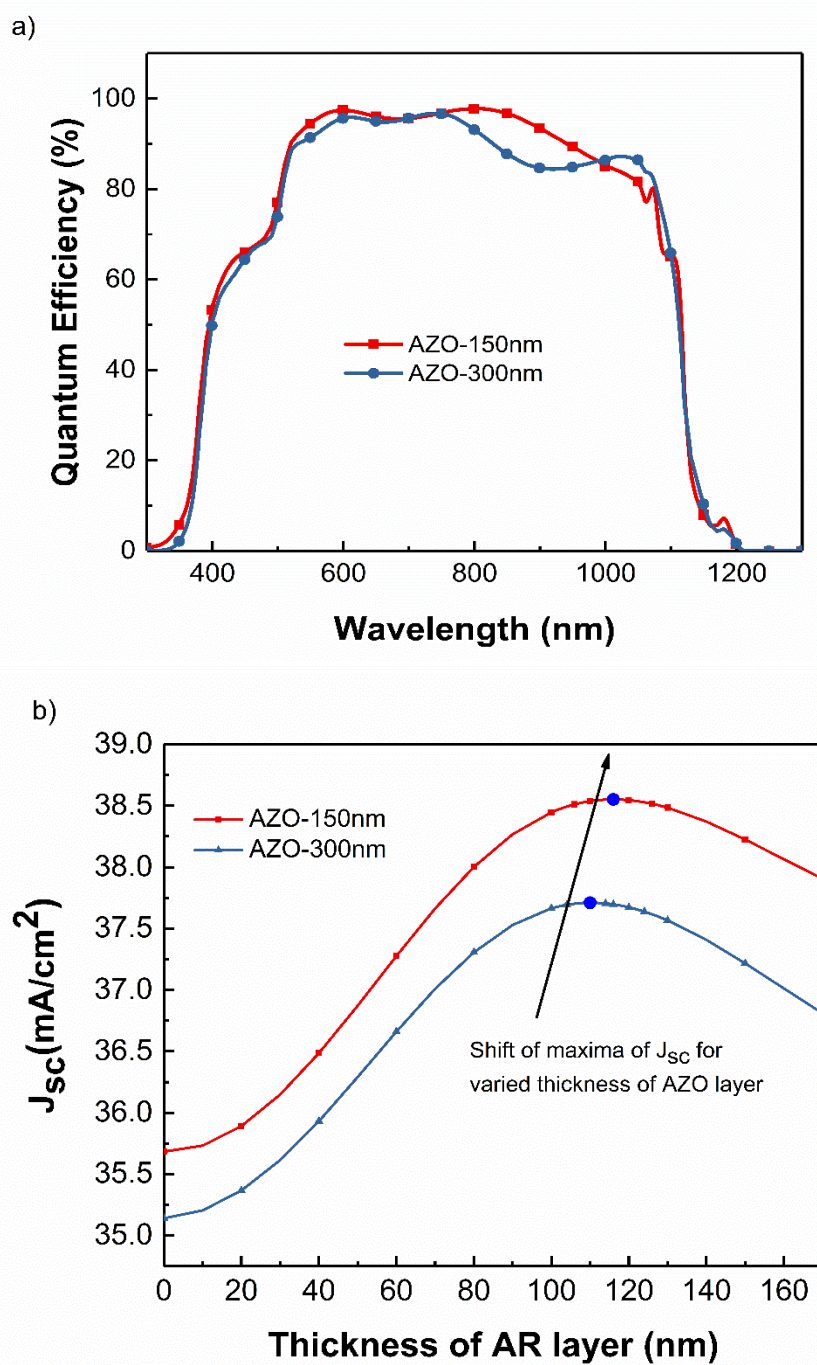 a)
Quantum Efficiency (%)
100
80
60
40
20
0
AZO-150nm
AZO-300nm
400
600
800
1000
1200
Wavelength (nm)
b)
J_SC(mA/cm²)
39.0
38.5
38.0
37.5
37.0
36.5
36.0
35.5
35.0
AZO-150nm
AZO-300nm
Shift of maxima of J_SC for
varied thickness of AZO layer
0
20
40
60
80
100
120
140
160
Thickness of AR layer (nm)